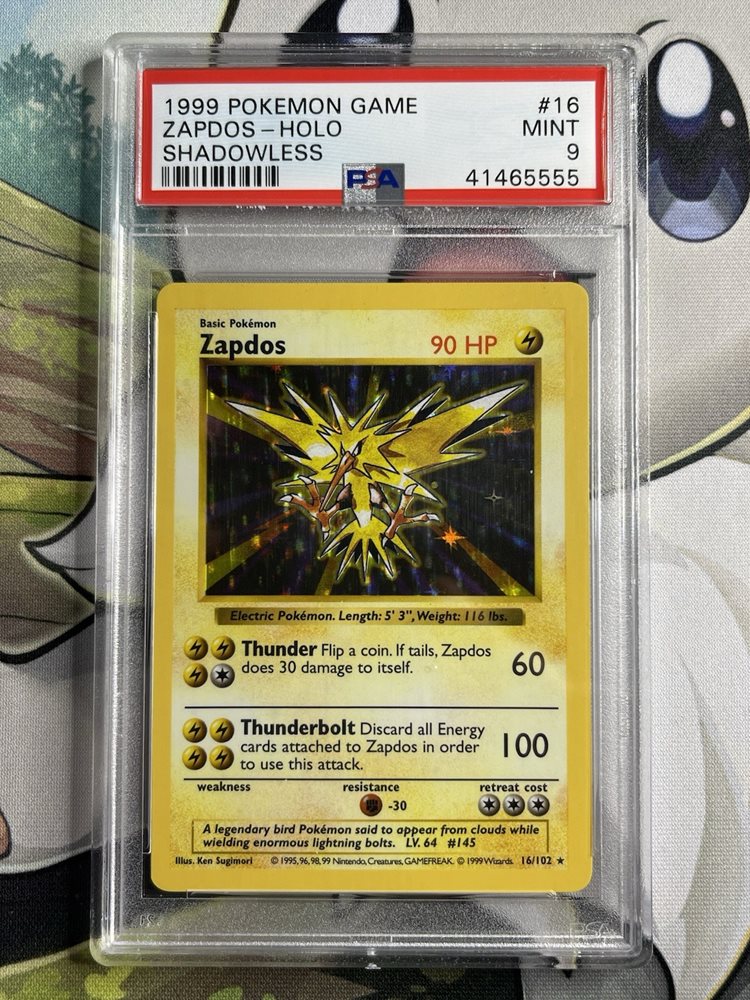 1999 POKEMON GAME #16
ZAPDOS - HOLO MINT
SHADOWLESS 9
PSA 41465555
Basic Pokémon
Zapdos 90 HP
Electric Pokémon. Length: 5' 3", Weight: 116 lbs.
Thunder Flip a coin. If tails, Zapdos
does 30 damage to itself. 60
Thunderbolt Discard all Energy
cards attached to Zapdos in order 100
to use this attack.
weakness resistance retreat cost
-30
A legendary bird Pokémon said to appear from clouds while
wielding enormous lightning bolts. LV. 64 #145
Illus. Ken Sugimori © 1995, 96, 98, 99 Nintendo, Creatures, GAMEFREAK. © 1999 Wizards. 16/102 ★